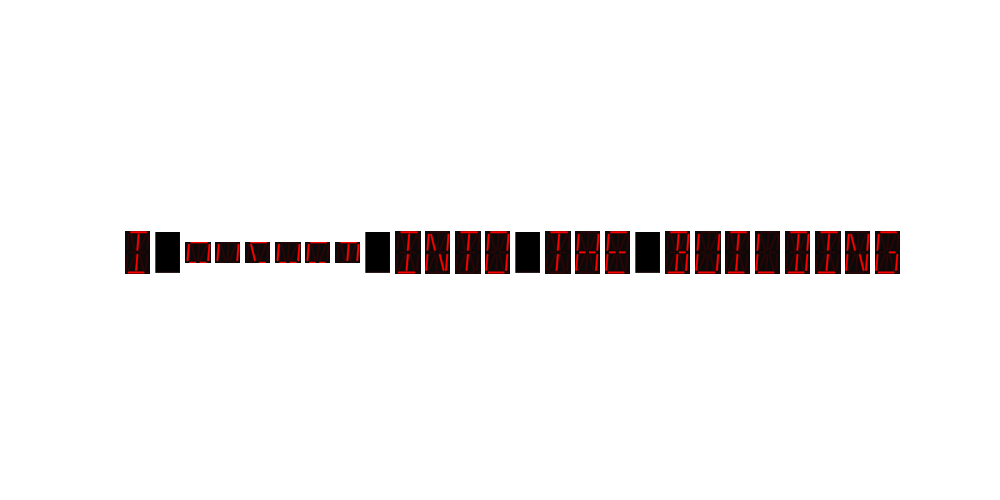 I INTO THE BUILDING